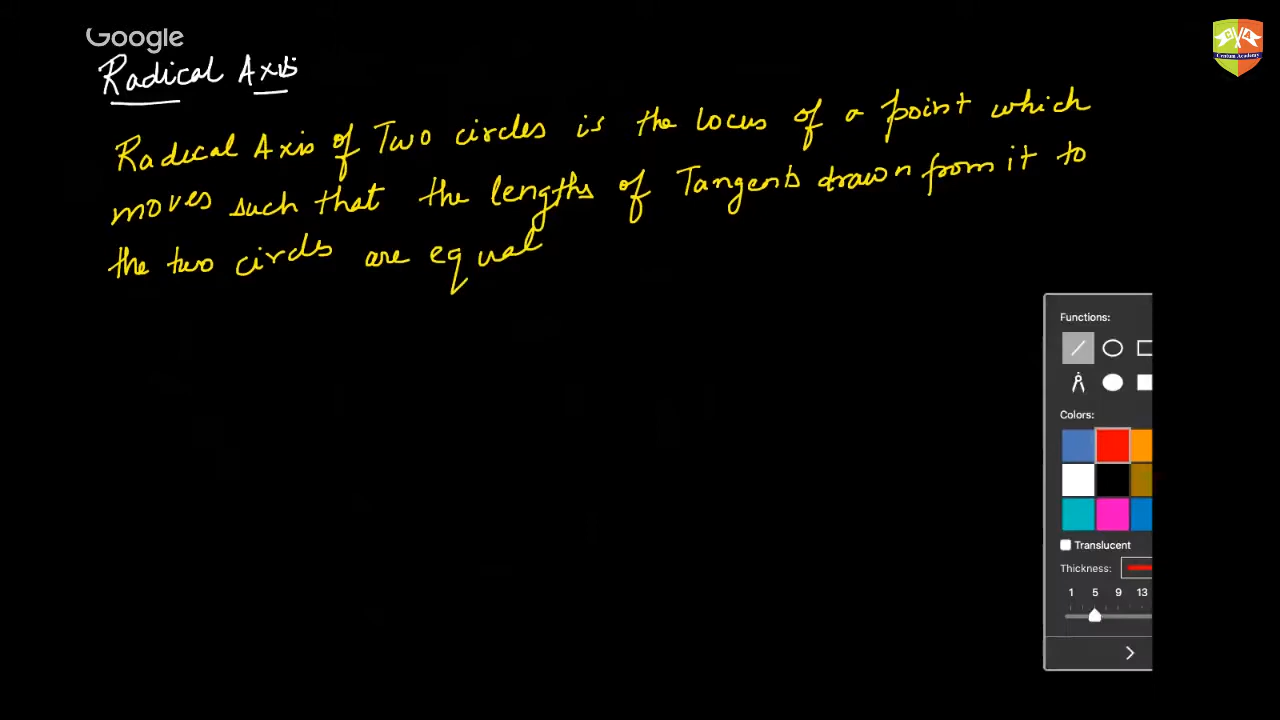 Google
Radical Axis
Radical Axis of Two circles is the locus of a point which
moves such that the lengths of Tangents drawn from it to
the two circles are equal
Centum Academy
Functions:
Colors:
Translucent
Thickness:
1 5 9 13